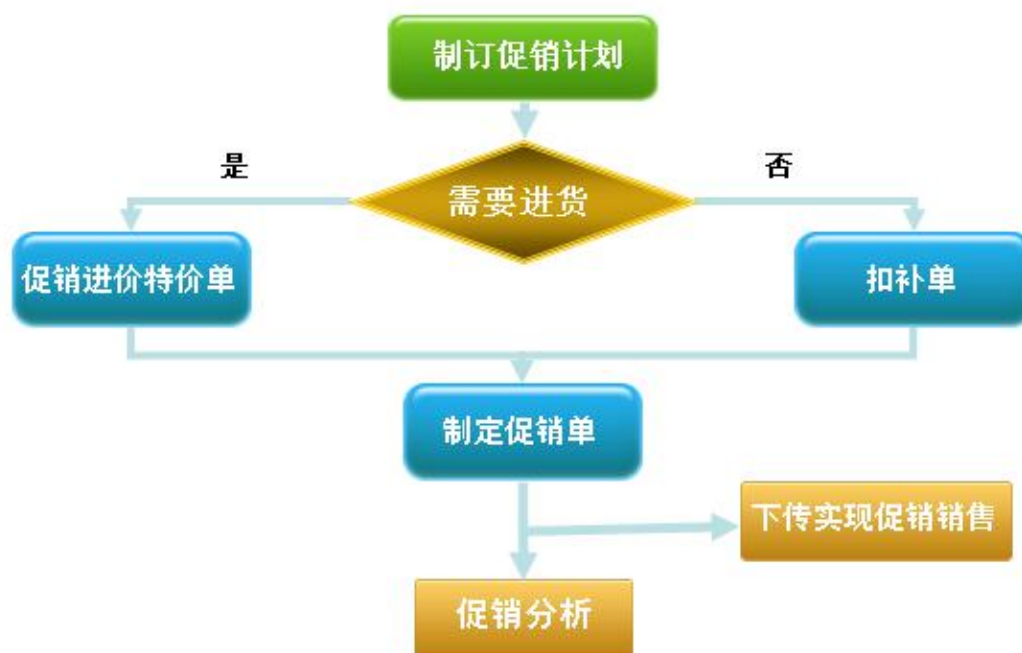 制订促销计划
是
否
需要进货
促销进价特价单
扣补单
制定促销单
下传实现促销销售
促销分析